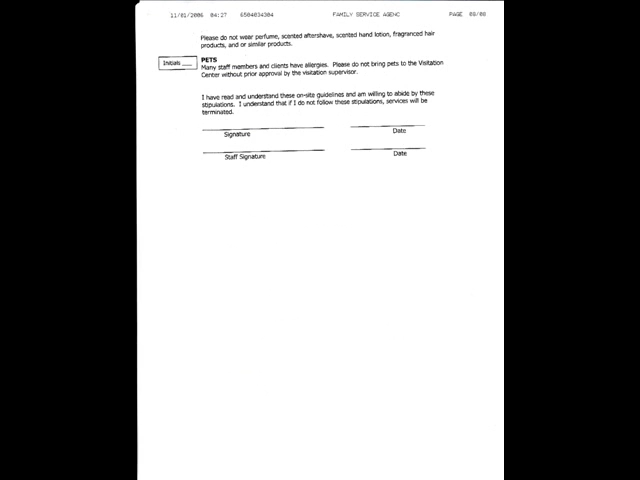 11/01/2006 04:27 6504034304 FAMILY SERVICE AGENC PAGE 08/08
Please do not wear perfume, scented aftershave, scented hand lotion, fragranced hair
products, and or similar products.
Initials ___
PETS
Many staff members and clients have allergies. Please do not bring pets to the Visitation
Center without prior approval by the visitation supervisor.
I have read and understand these on-site guidelines and am willing to abide by these
stipulations. I understand that if I do not follow these stipulations, services will be
terminated.
Signature Date
Staff Signature Date